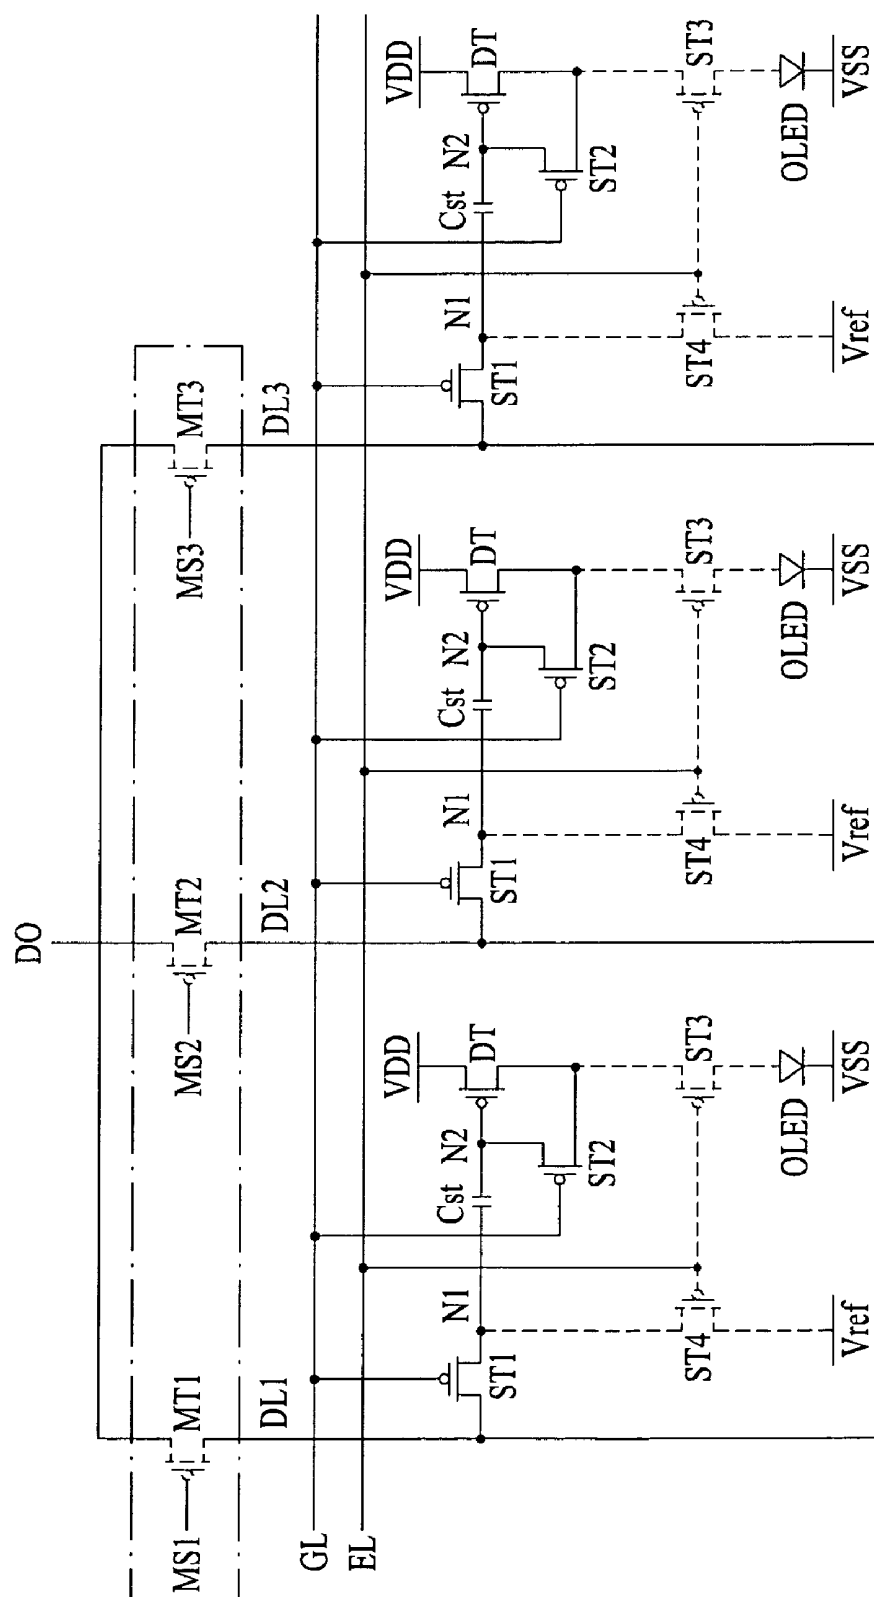 DO
MS1
MT1
MS2
MT2
MS3
MT3
DL1
DL2
DL3
GL
EL
VDD
VDD
VDD
N1
Cst
N2
DT
N1
Cst
N2
DT
N1
Cst
N2
DT
ST1
ST2
ST1
ST2
ST1
ST2
ST4
ST3
ST4
ST3
ST4
ST3
OLED
OLED
OLED
Vref
VSS
Vref
VSS
Vref
VSS